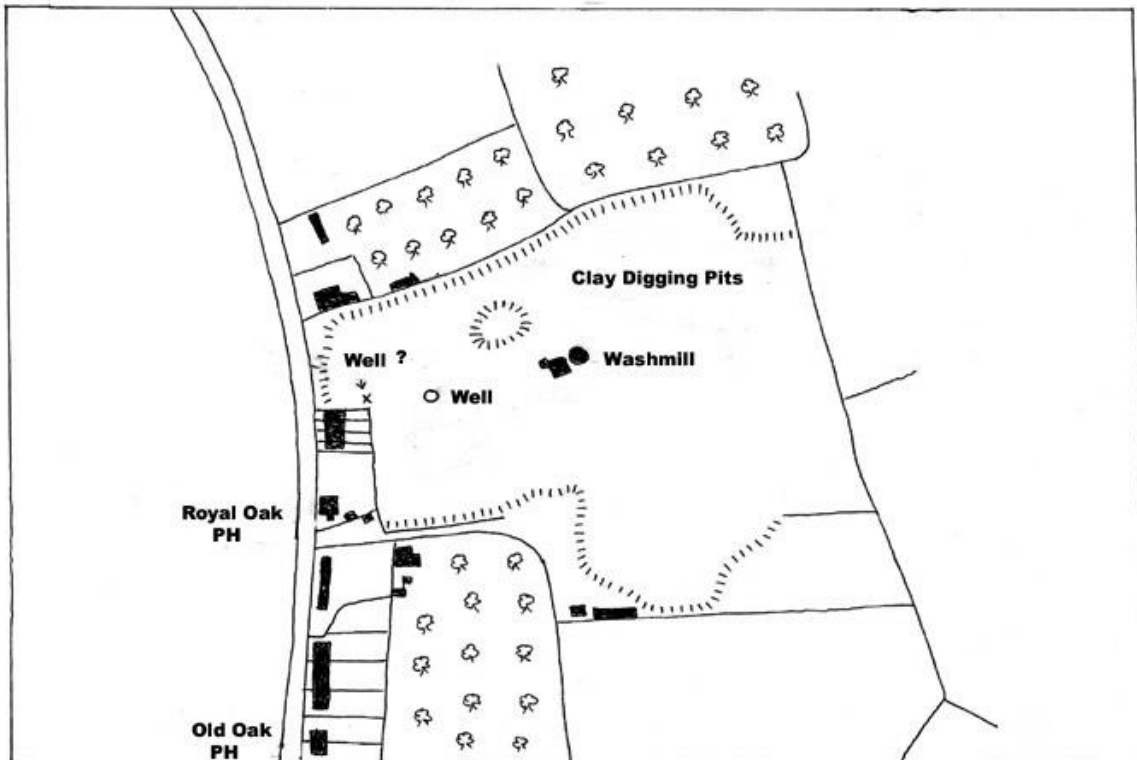 Clay Digging Pits
Well ?
Washmill
Well
Royal Oak
PH
Old Oak
PH